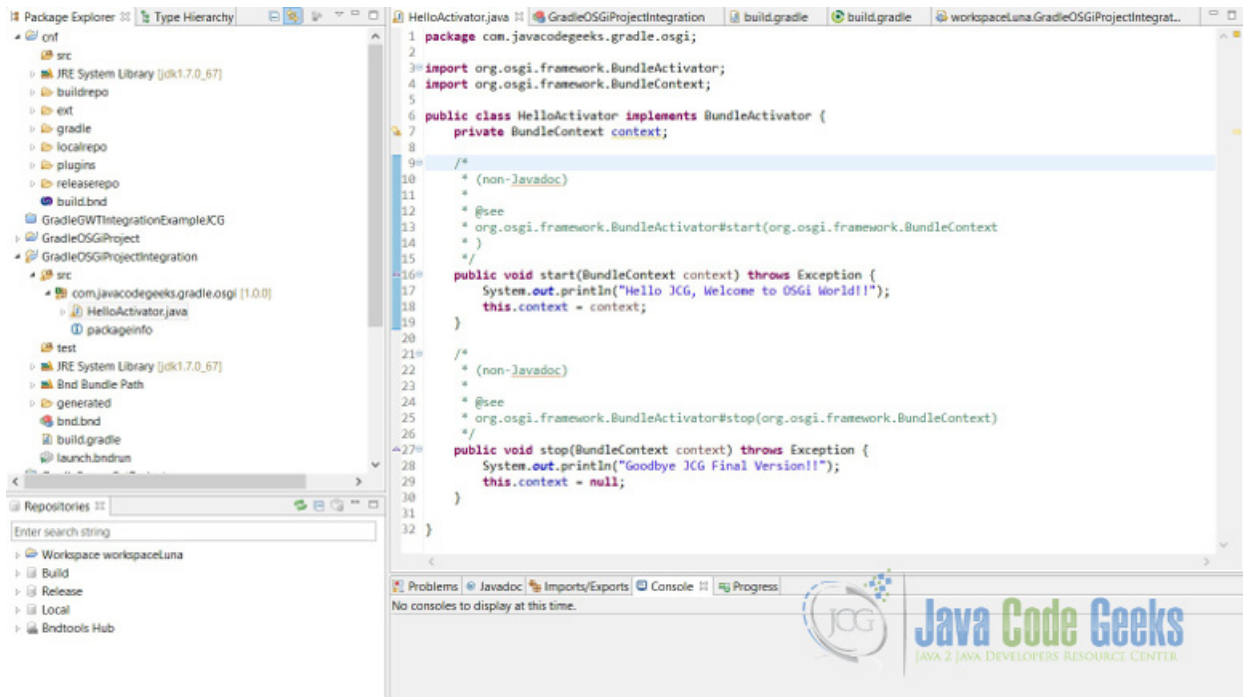 Package Explorer
Type Hierarchy
cnf
src
JRE System Library [jdk1.7.0_67]
buildrepo
ext
gradle
localrepo
plugins
releaserepo
build.bnd
GradleGWTIntegrationExampleJCG
GradleOSGiProject
GradleOSGiProjectIntegration
src
com.javacodegeeks.gradle.osgi [1.0.0]
HelloActivator.java
packageinfo
test
JRE System Library [jdk1.7.0_67]
Bnd Bundle Path
generated
bnd.bnd
build.gradle
launch.bndrun
Repositories
Enter search string
Workspace workspaceLuna
Build
Release
Local
Bndtools Hub
HelloActivator.java
GradleOSGiProjectIntegration
build.gradle
build.gradle
workspaceLuna.GradleOSGiProjectIntegrat...
1 package com.javacodegeeks.gradle.osgi;
2
3 import org.osgi.framework.BundleActivator;
4 import org.osgi.framework.BundleContext;
5
6 public class HelloActivator implements BundleActivator {
7     private BundleContext context;
8
9     /*
10      * (non-Javadoc)
11      *
12      * @see
13      * org.osgi.framework.BundleActivator#start(org.osgi.framework.BundleContext
14      * )
15      */
16     public void start(BundleContext context) throws Exception {
17         System.out.println("Hello JCG, Welcome to OSGi World!!");
18         this.context = context;
19     }
20
21     /*
22      * (non-Javadoc)
23      *
24      * @see
25      * org.osgi.framework.BundleActivator#stop(org.osgi.framework.BundleContext)
26      */
27     public void stop(BundleContext context) throws Exception {
28         System.out.println("Goodbye JCG Final Version!!");
29         this.context = null;
30     }
31
32 }
Problems
Javadoc
Imports/Exports
Console
Progress
No consoles to display at this time.
JCG
Java Code Geeks
JAVA 2 JAVA DEVELOPERS RESOURCE CENTER